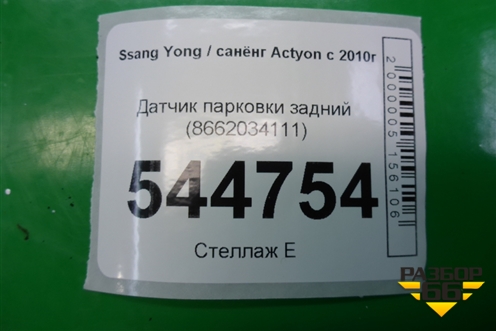 Ssang Yong / санёнг Actyon с 2010г
Датчик парковки задний
(8662034111)
544754
Стеллаж Е
2000005156106
РАЗБОР
66